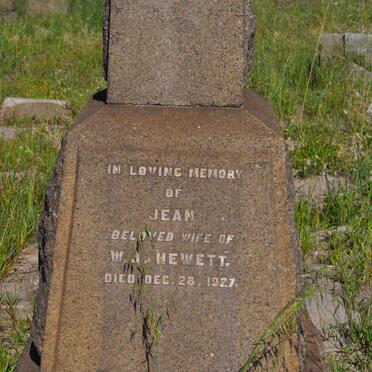 IN LOVING MEMORY
OF
JEAN
BELOVED WIFE OF
HEWETT.
DIED DEC. 28. 1927.